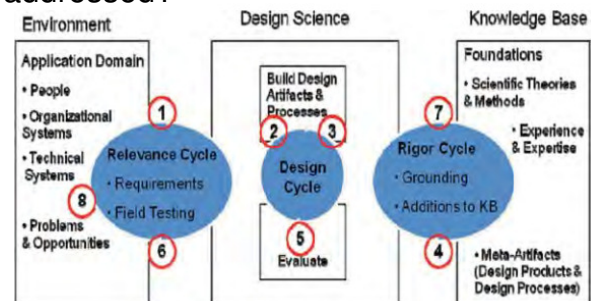 addressed?
Environment
Design Science
Knowledge Base
Application Domain
• People
• Organizational
Systems
• Technical
Systems
• Problems
& Opportunities
1
Relevance Cycle
• Requirements
• Field Testing
8
6
Build Design
Artifacts &
Processes
2
3
Design
Cycle
5
Evaluate
7
Rigor Cycle
• Grounding
• Additions to KB
4
Foundations
• Scientific Theories
& Methods
• Experience
& Expertise
• Meta-Artifacts
(Design Products &
Design Processes)